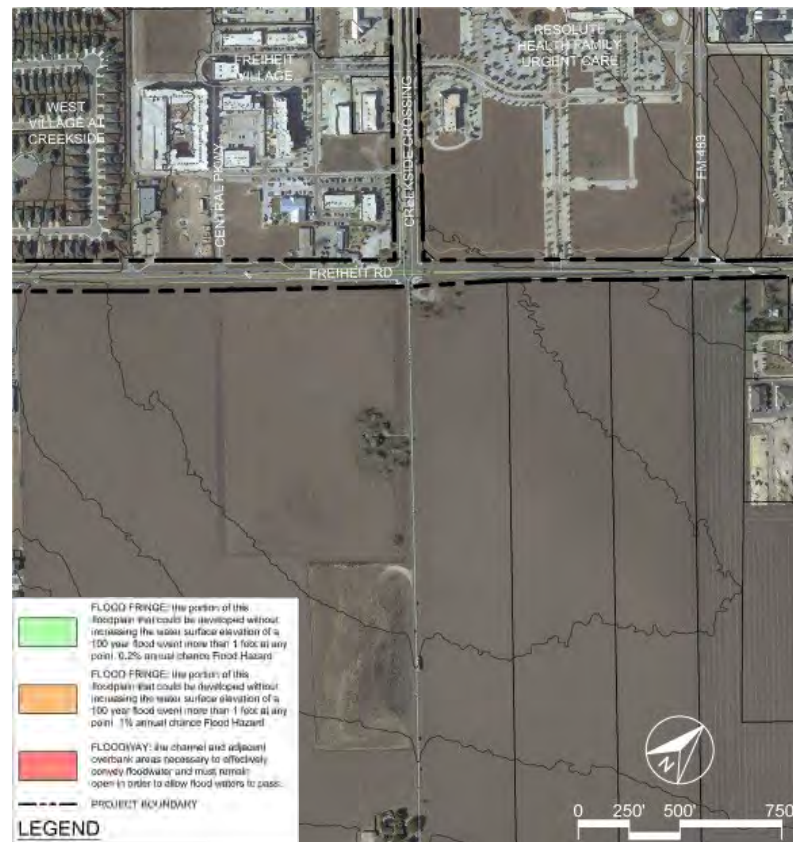 RESOLUTE
HEALTH FAMILY
URGENT CARE
FREIHEIT
VILLAGE
WEST
VILLAGE AT
CREEKSIDE
CENTRAL PKWY
CREEKSIDE CROSSING
FM 483
FREIHEIT RD
FLOOD FRINGE: the portion of this
floodplain that could be developed without
increasing the water surface elevation of a
100 year flood event more than 1 foot at any
point. 0.2% annual chance Flood Hazard
FLOOD FRINGE: the portion of this
floodplain that could be developed without
increasing the water surface elevation of a
100 year flood event more than 1 foot at any
point. 1% annual chance Flood Hazard
FLOODWAY: the channel and adjacent
overbank areas necessary to effectively
convey floodwater and must remain
open in order to allow flood waters to pass.
PROJECT BOUNDARY
LEGEND
N
0 250' 500' 750'